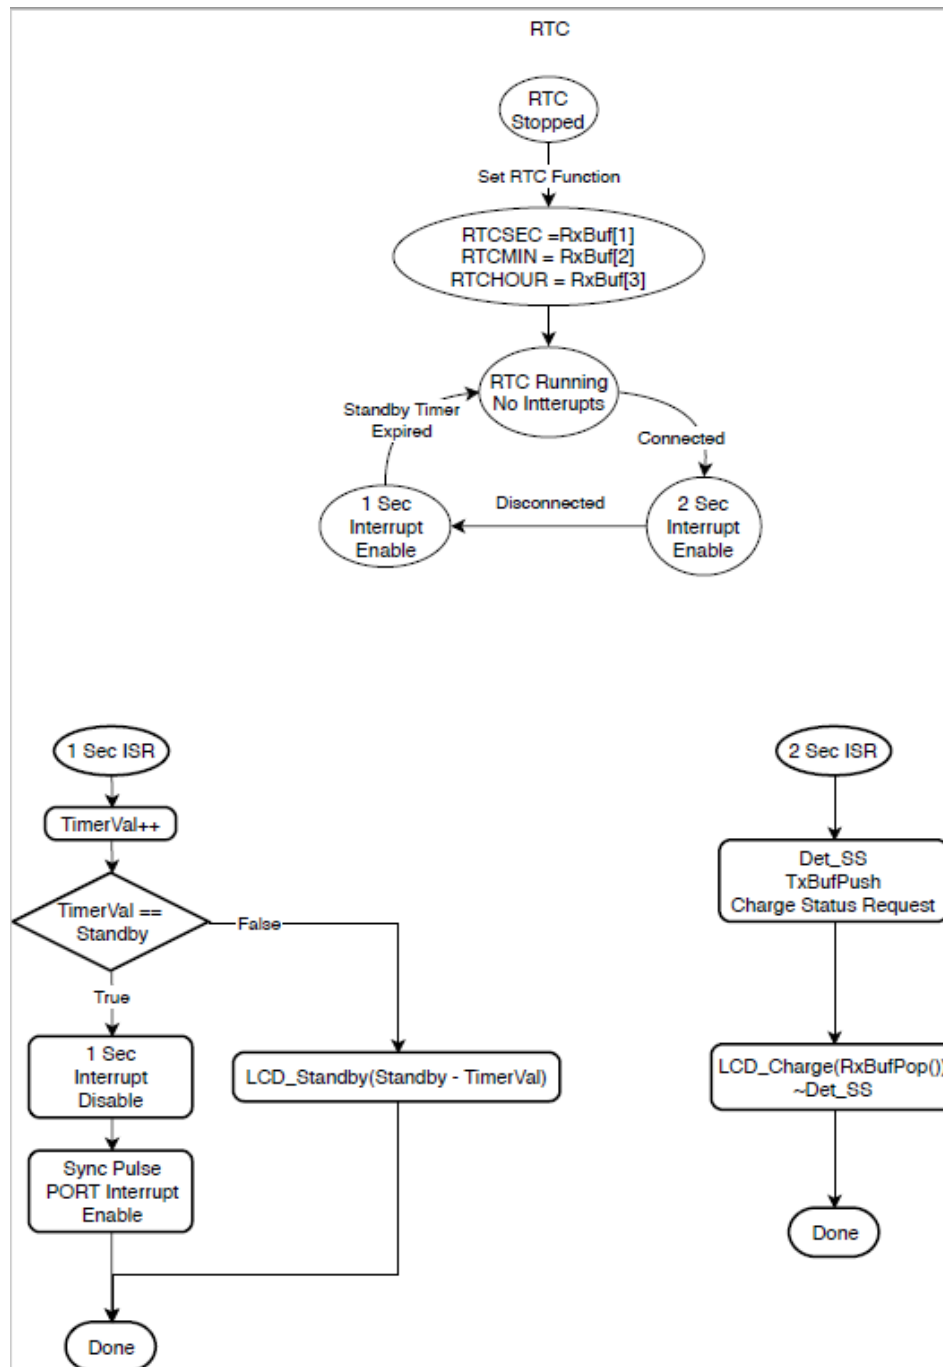 RTC
RTC
Stopped
Set RTC Function
RTCSEC =RxBuf[1]
RTCMIN = RxBuf[2]
RTCHOUR = RxBuf[3]
RTC Running
No Intterupts
Standby Timer
Expired
Connected
1 Sec
Interrupt
Enable
Disconnected
2 Sec
Interrupt
Enable
1 Sec ISR
TimerVal++
TimerVal ==
Standby
False
True
1 Sec
Interrupt
Disable
LCD_Standby(Standby - TimerVal)
Sync Pulse
PORT Interrupt
Enable
Done
2 Sec ISR
Det_SS
TxBufPush
Charge Status Request
LCD_Charge(RxBufPop())
~Det_SS
Done